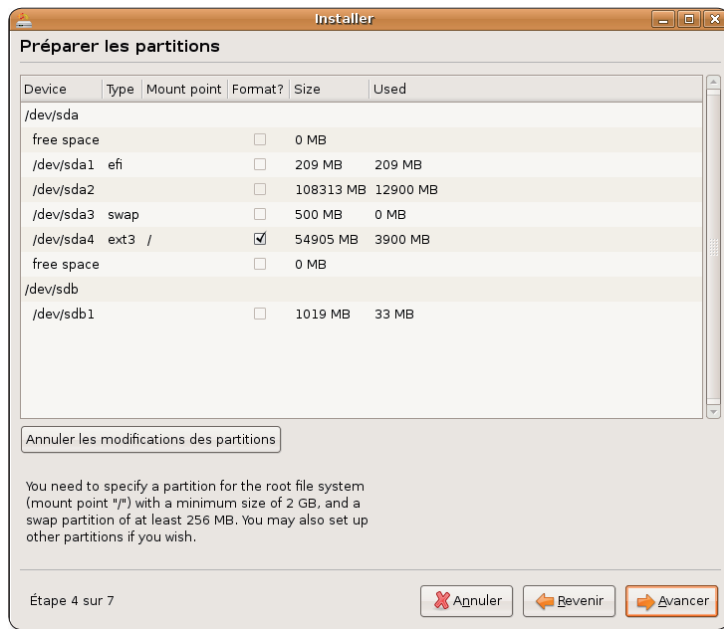 Installer
Préparer les partitions
Device Type Mount point Format? Size Used
/dev/sda
free space 0 MB
/dev/sda1 efi 209 MB 209 MB
/dev/sda2 108313 MB 12900 MB
/dev/sda3 swap 500 MB 0 MB
/dev/sda4 ext3 / 54905 MB 3900 MB
free space 0 MB
/dev/sdb
/dev/sdb1 1019 MB 33 MB
Annuler les modifications des partitions
You need to specify a partition for the root file system
(mount point "/") with a minimum size of 2 GB, and a
swap partition of at least 256 MB. You may also set up
other partitions if you wish.
Étape 4 sur 7 Annuler Revenir Avancer